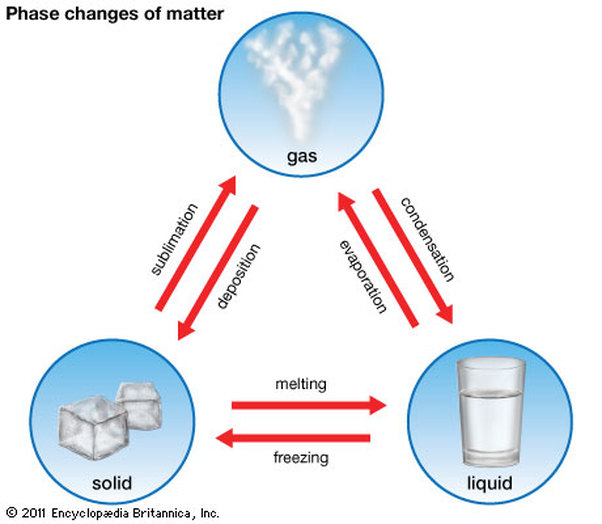 Phase changes of matter
gas
sublimation
deposition
evaporation
condensation
melting
freezing
solid
liquid
© 2011 Encyclopædia Britannica, Inc.